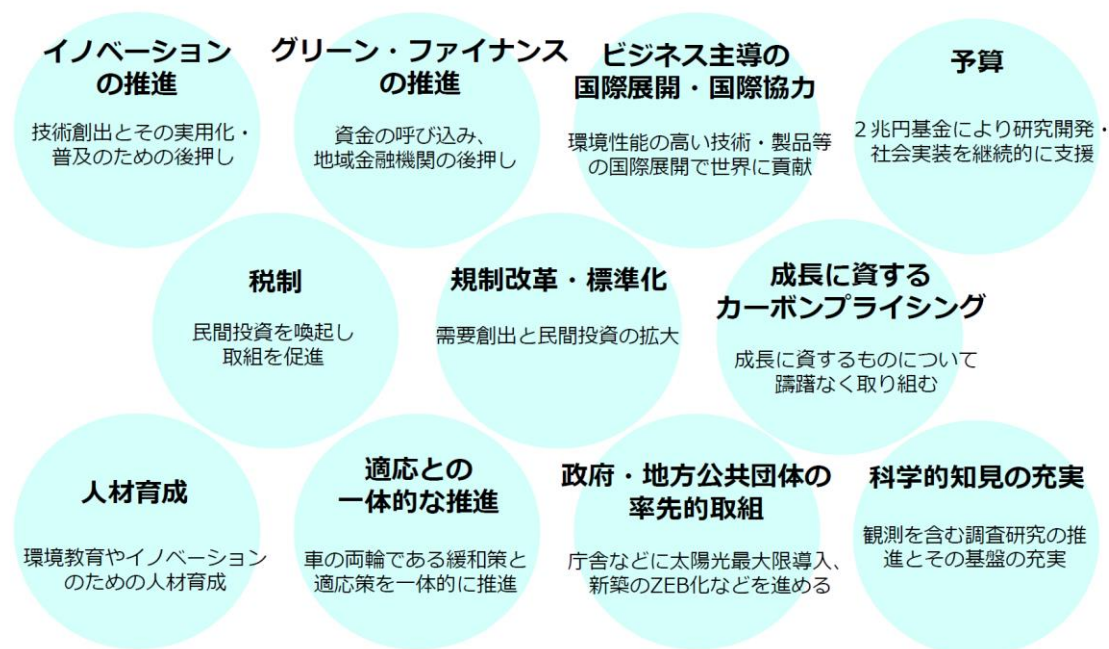 イノベーション
の推進
技術創出とその実用化・
普及のための後押し
グリーン・ファイナンス
の推進
資金の呼び込み、
地域金融機関の後押し
ビジネス主導の
国際展開・国際協力
環境性能の高い技術・製品等
の国際展開で世界に貢献
予算
２兆円基金により研究開発・
社会実装を継続的に支援
税制
民間投資を喚起し
取組を促進
規制改革・標準化
需要創出と民間投資の拡大
成長に資する
カーボンプライシング
成長に資するものについて
躊躇なく取り組む
人材育成
環境教育やイノベーション
のための人材育成
適応との
一体的な推進
車の両輪である緩和策と
適応策を一体的に推進
政府・地方公共団体の
率先的取組
庁舎などに太陽光最大限導入、
新築のZEB化などを進める
科学的知見の充実
観測を含む調査研究の推
進とその基盤の充実